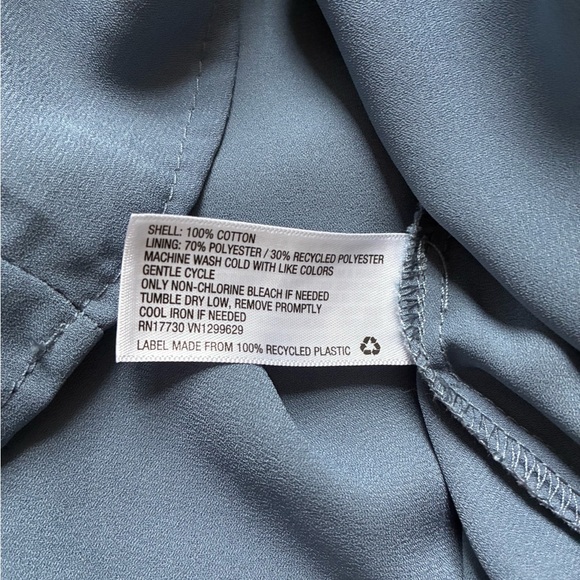 SHELL: 100% COTTON
LINING: 70% POLYESTER / 30% RECYCLED POLYESTER
MACHINE WASH COLD WITH LIKE COLORS
GENTLE CYCLE
ONLY NON-CHLORINE BLEACH IF NEEDED
TUMBLE DRY LOW, REMOVE PROMPTLY
COOL IRON IF NEEDED
RN17730 VN1299629
LABEL MADE FROM 100% RECYCLED PLASTIC